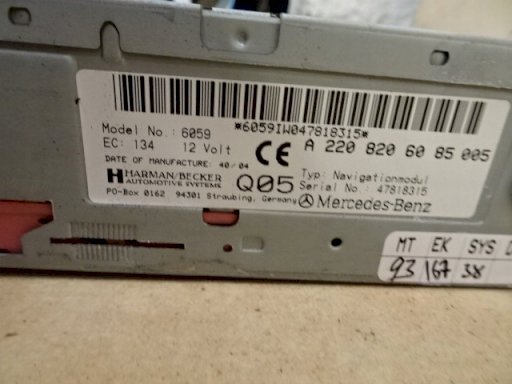 *6059IW047818315*
Model No.: 6059
EC: 134 12 Volt
CE A 220 820 60 85 005
DATE OF MANUFACTURE: 40/04
HARMAN/BECKER
AUTOMOTIVE SYSTEMS
Q05
Typ: Navigationmodul
Serial No.: 47818315
PO-Box 0162 94301 Straubing, Germany
Mercedes-Benz
MT EK SYS D
93 167 38